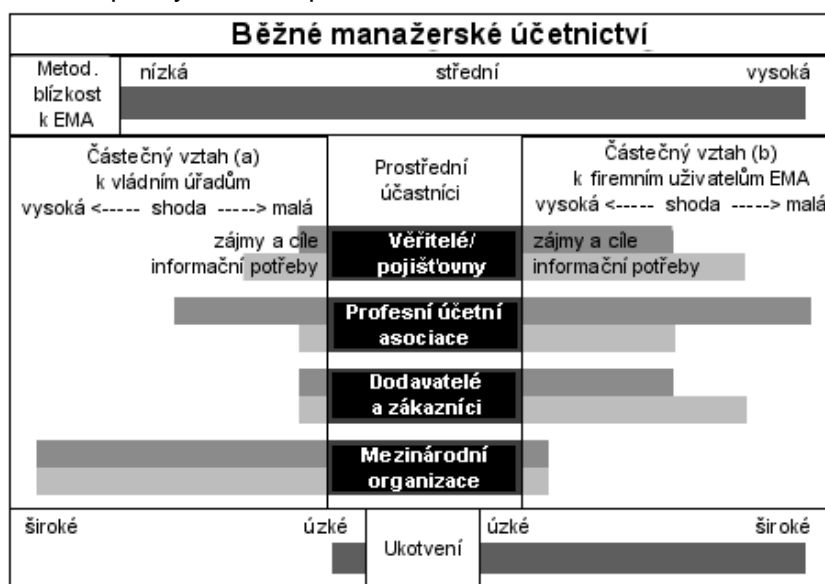 Běžné manažerské účetnictví
Metod.
blízkost
k EMA
nízká střední vysoká
Částečný vztah (a)
k vládním úřadům
vysoká <----- shoda -----> malá
Prostřední
účastníci
Částečný vztah (b)
k firemním uživatelům EMA
vysoká <----- shoda -----> malá
zájmy a cíle
informační potřeby
Věřitelé/
pojišťovny
zájmy a cíle
informační potřeby
Profesní účetní
asociace
Dodavatelé
a zákazníci
Mezinárodní
organizace
široké úzké
Ukotvení
úzké široké